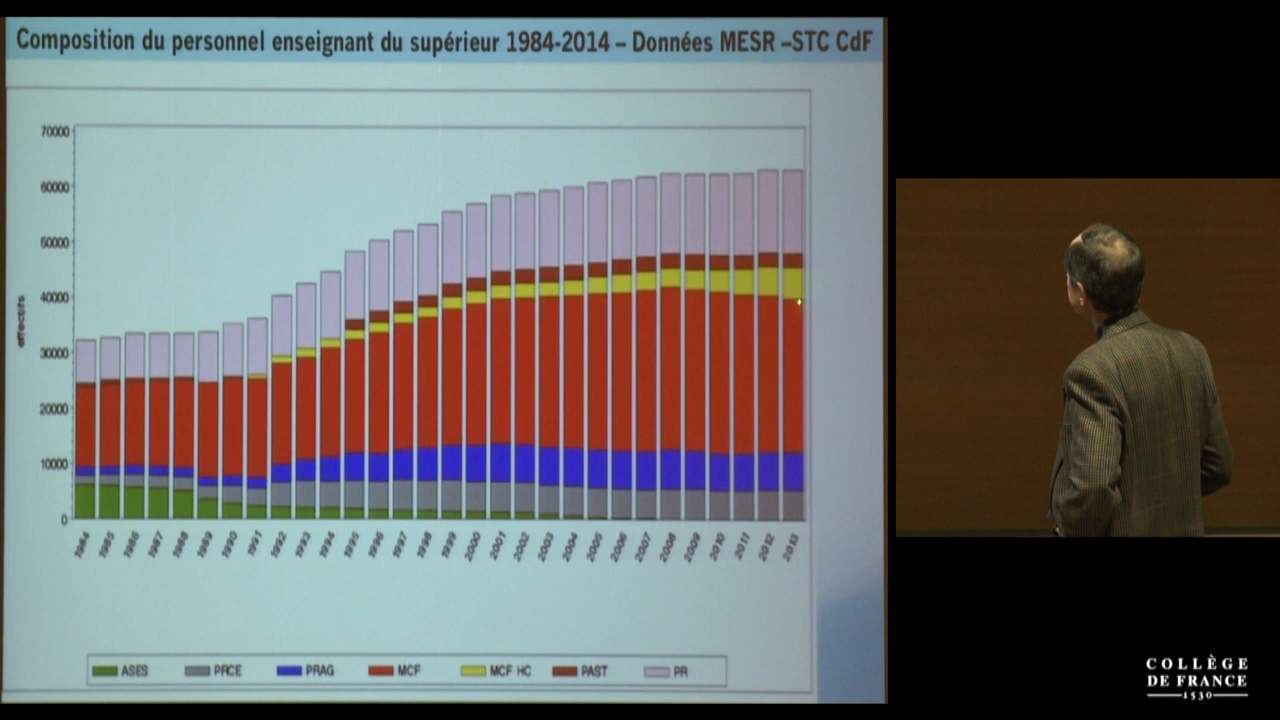 Composition du personnel enseignant du supérieur 1984-2014 – Données MESR –STC CdF
70000
60000
50000
40000
30000
20000
10000
0
effectifs
1984 1985 1986 1987 1988 1989 1990 1991 1992 1993 1994 1995 1996 1997 1998 1999 2000 2001 2002 2003 2004 2005 2006 2007 2008 2009 2010 2011 2012 2013
ASES PRCE PRAG MCF MCF HC PAST PR
COLLÈGE
DE FRANCE
1530